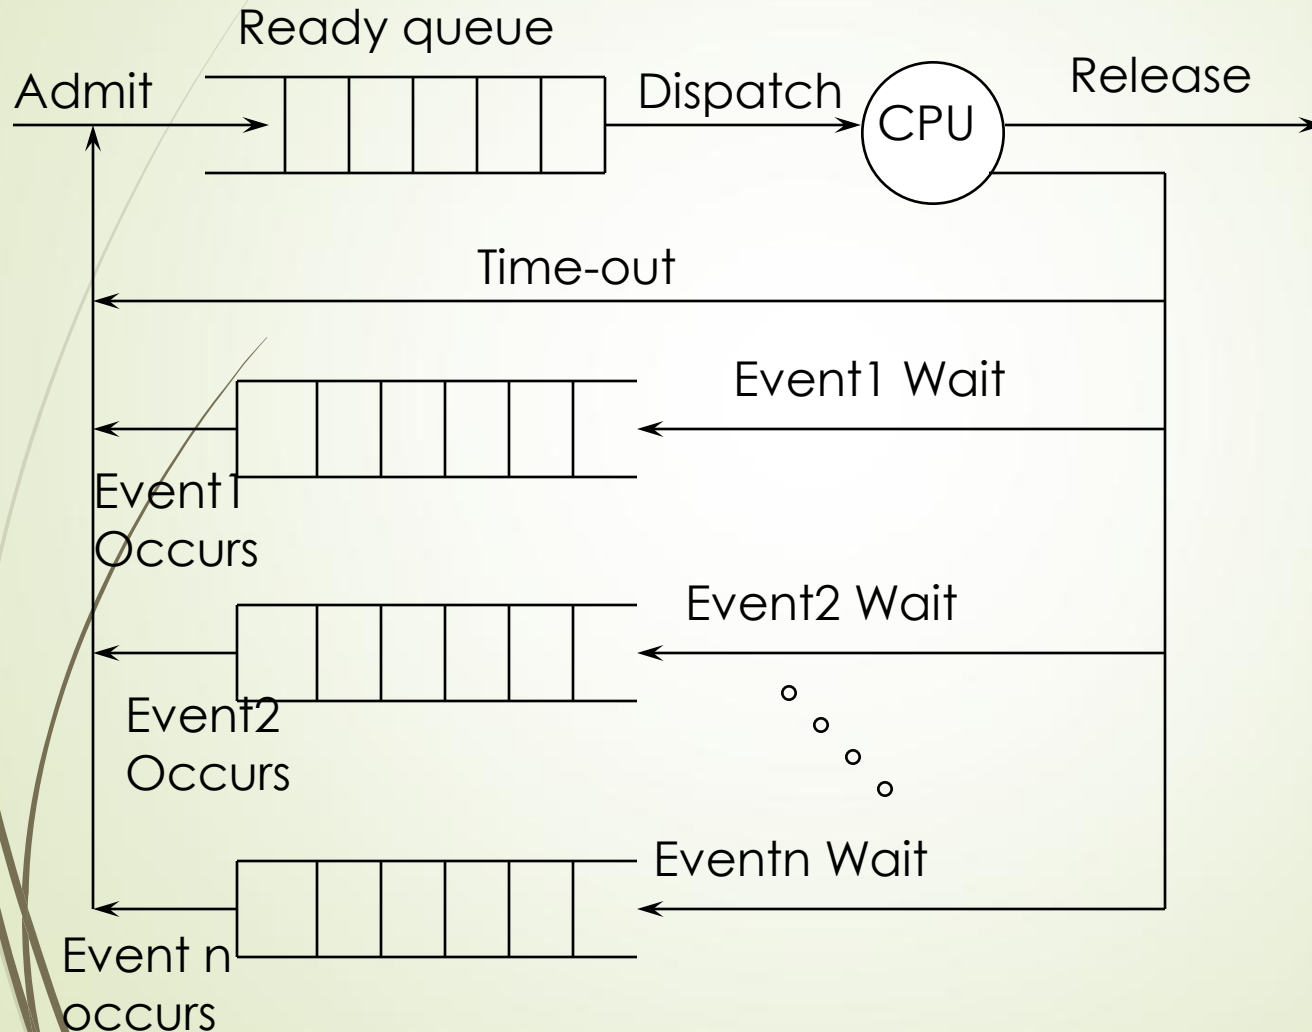 Ready queue
Admit
Dispatch
CPU
Release
Time-out
Event1 Wait
Event1
Occurs
Event2 Wait
Event2
Occurs
Eventn Wait
Event n
occurs